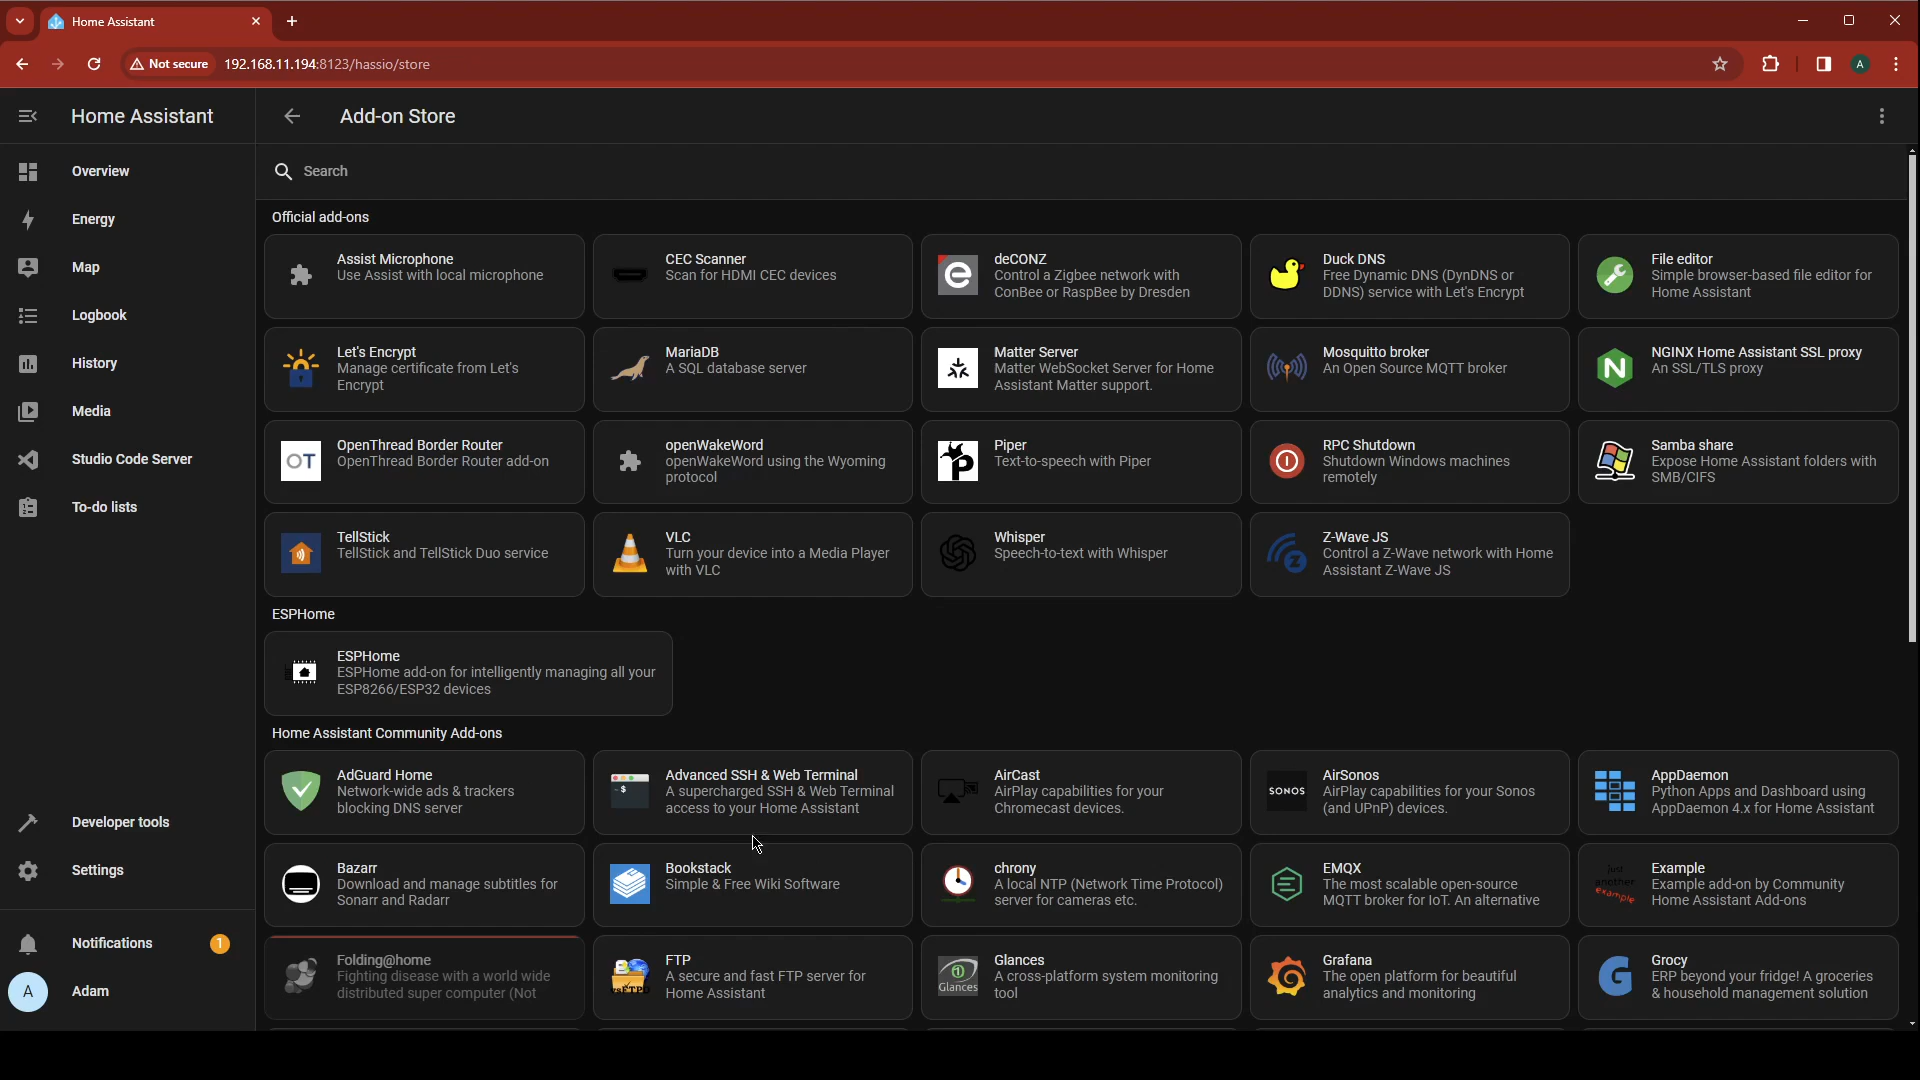 Home Assistant
Not secure
192.168.11.194:8123/hassio/store
A
Home Assistant
Add-on Store
Overview
Energy
Map
Logbook
History
Media
Studio Code Server
To-do lists
Developer tools
Settings
Notifications
1
A
Adam
Search
Official add-ons
Assist Microphone
Use Assist with local microphone
CEC Scanner
Scan for HDMI CEC devices
deCONZ
Control a Zigbee network with
ConBee or RaspBee by Dresden
Duck DNS
Free Dynamic DNS (DynDNS or
DDNS) service with Let's Encrypt
File editor
Simple browser-based file editor for
Home Assistant
Let's Encrypt
Manage certificate from Let's
Encrypt
MariaDB
A SQL database server
Matter Server
Matter WebSocket Server for Home
Assistant Matter support.
Mosquitto broker
An Open Source MQTT broker
N
NGINX Home Assistant SSL proxy
An SSL/TLS proxy
OT
OpenThread Border Router
OpenThread Border Router add-on
openWakeWord
openWakeWord using the Wyoming
protocol
Piper
Text-to-speech with Piper
RPC Shutdown
Shutdown Windows machines
remotely
Samba share
Expose Home Assistant folders with
SMB/CIFS
TellStick
TellStick and TellStick Duo service
VLC
Turn your device into a Media Player
with VLC
Whisper
Speech-to-text with Whisper
Z
Z-Wave JS
Control a Z-Wave network with Home
Assistant Z-Wave JS
ESPHome
ESPHome
ESPHome add-on for intelligently managing all your
ESP8266/ESP32 devices
Home Assistant Community Add-ons
AdGuard Home
Network-wide ads & trackers
blocking DNS server
~ $
Advanced SSH & Web Terminal
A supercharged SSH & Web Terminal
access to your Home Assistant
AirCast
AirPlay capabilities for your
Chromecast devices.
SONOS
AirSonos
AirPlay capabilities for your Sonos
(and UPnP) devices.
AppDaemon
Python Apps and Dashboard using
AppDaemon 4.x for Home Assistant
Bazarr
Download and manage subtitles for
Sonarr and Radarr
Bookstack
Simple & Free Wiki Software
chrony
A local NTP (Network Time Protocol)
server for cameras etc.
EMQX
The most scalable open-source
MQTT broker for IoT. An alternative
just
another
example
Example
Example add-on by Community
Home Assistant Add-ons
Folding@home
Fighting disease with a world wide
distributed super computer (Not
vsFTPD
FTP
A secure and fast FTP server for
Home Assistant
Glances
Glances
A cross-platform system monitoring
tool
Grafana
The open platform for beautiful
analytics and monitoring
Grocy
ERP beyond your fridge! A groceries
& household management solution